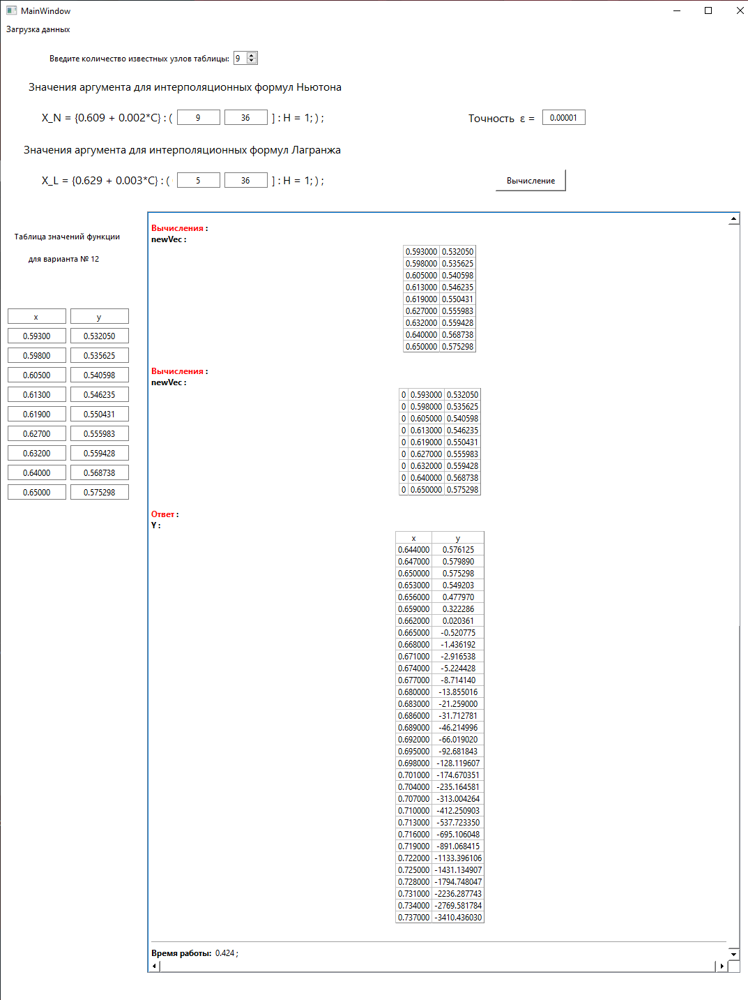 MainWindow
Загрузка данных
Введите количество известных узлов таблицы: 9
Значения аргумента для интерполяционных формул Ньютона
X_N = {0.609 + 0.002*C} : ( 9 36 ] : H = 1; ) ;
Точность ε = 0.00001
Значения аргумента для интерполяционных формул Лагранжа
X_L = {0.629 + 0.003*C} : ( 5 36 ] : H = 1; ) ;
Вычисление
Таблица значений функции
для варианта № 12
x y
0.59300 0.532050
0.59800 0.535625
0.60500 0.540598
0.61300 0.546235
0.61900 0.550431
0.62700 0.555983
0.63200 0.559428
0.64000 0.568738
0.65000 0.575298
Вычисления :
newVec :
0.593000 0.532050
0.598000 0.535625
0.605000 0.540598
0.613000 0.546235
0.619000 0.550431
0.627000 0.555983
0.632000 0.559428
0.640000 0.568738
0.650000 0.575298
Вычисления :
newVec :
0 0.593000 0.532050
0 0.598000 0.535625
0 0.605000 0.540598
0 0.613000 0.546235
0 0.619000 0.550431
0 0.627000 0.555983
0 0.632000 0.559428
0 0.640000 0.568738
0 0.650000 0.575298
Ответ :
Y :
x y
0.644000 0.576125
0.647000 0.579890
0.650000 0.575298
0.653000 0.549203
0.656000 0.477970
0.659000 0.322286
0.662000 0.020361
0.665000 -0.520775
0.668000 -1.436192
0.671000 -2.916538
0.674000 -5.224428
0.677000 -8.714140
0.680000 -13.855016
0.683000 -21.259000
0.686000 -31.712781
0.689000 -46.214996
0.692000 -66.019020
0.695000 -92.681843
0.698000 -128.119607
0.701000 -174.670351
0.704000 -235.164581
0.707000 -313.004264
0.710000 -412.250903
0.713000 -537.723350
0.716000 -695.106048
0.719000 -891.068415
0.722000 -1133.396106
0.725000 -1431.134907
0.728000 -1794.748047
0.731000 -2236.287743
0.734000 -2769.581784
0.737000 -3410.436030
Время работы: 0.424 ;